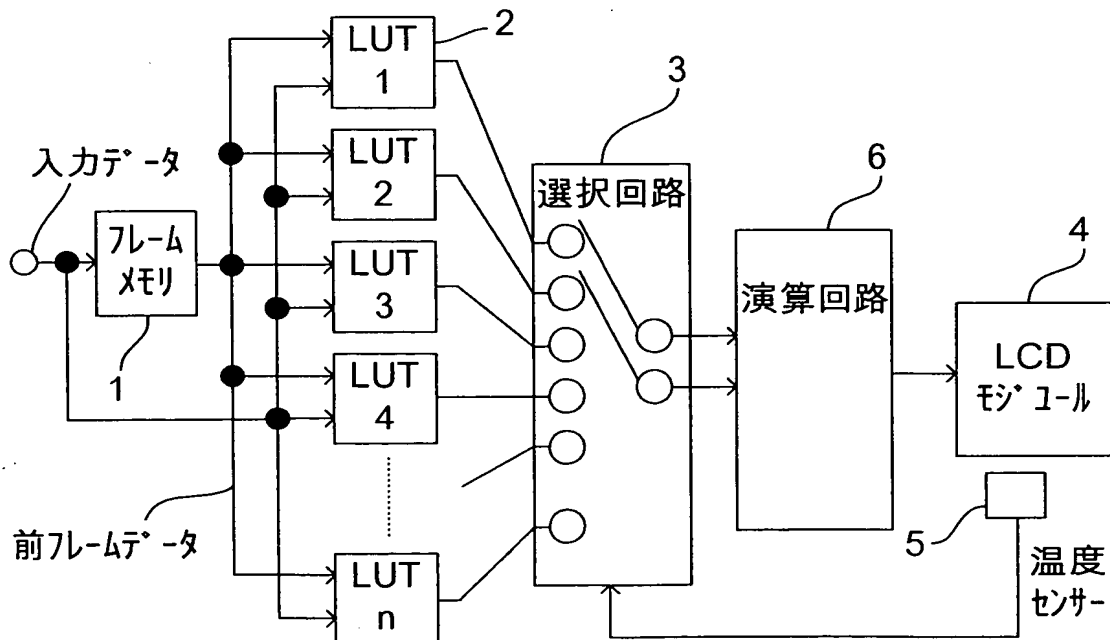 LUT
1
2
LUT
2
3
入力データ
選択回路
6
フレーム
メモリ
LUT
3
4
演算回路
1
LUT
4
LCD
モジュール
前フレームデータ
5
LUT
n
温度
センサー